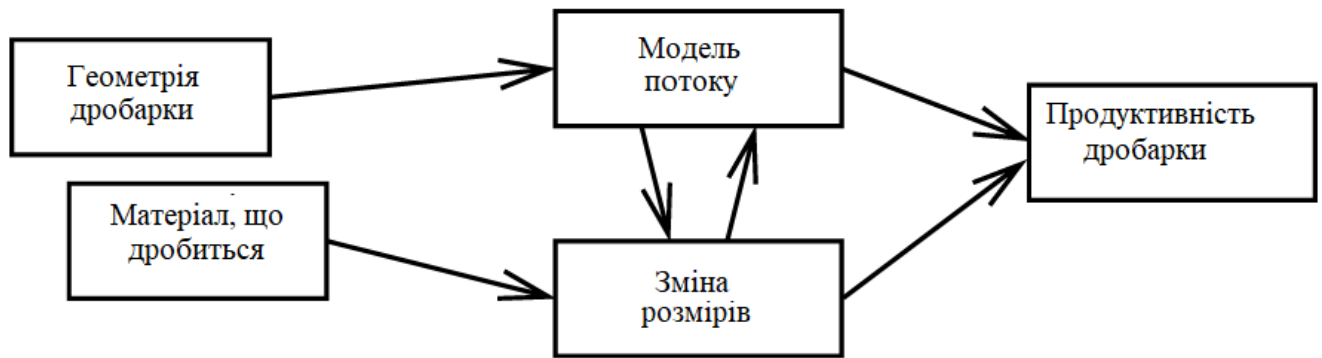 Геометрія
дробарки
Модель
потоку
Продуктивність
дробарки
Матеріал, що
дробиться
Зміна
розмірів